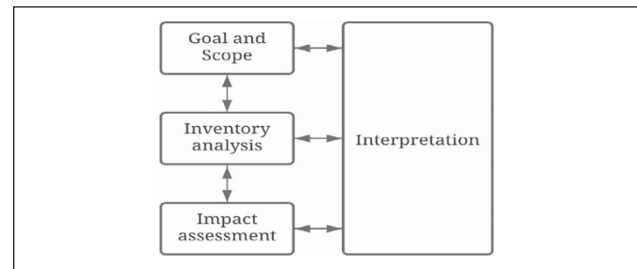 Goal and
Scope
Inventory
analysis
Interpretation
Impact
assessment